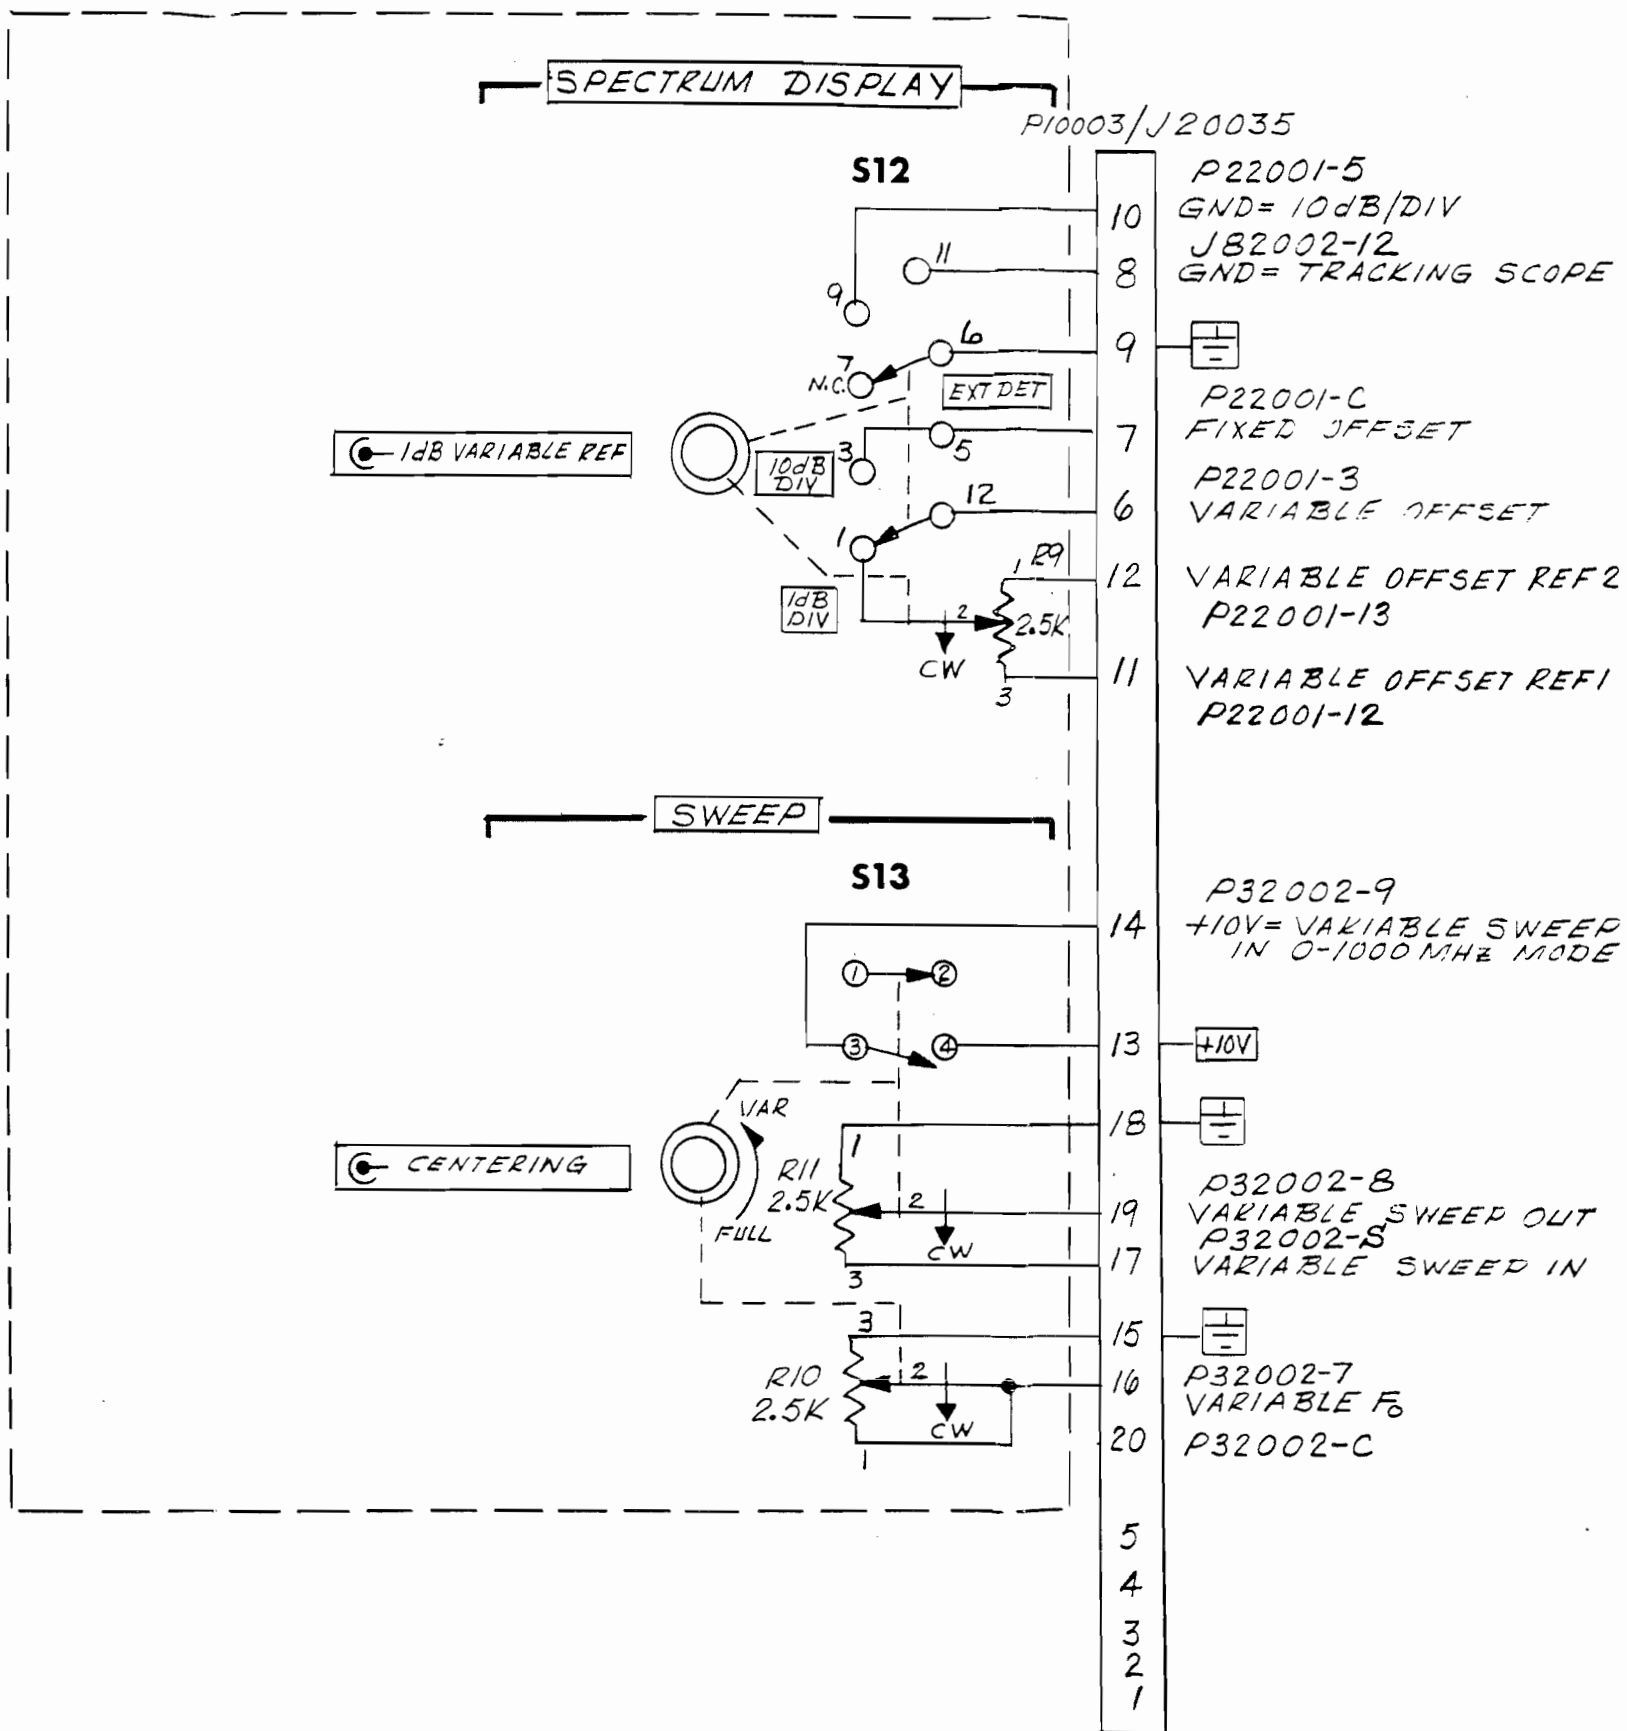 SPECTRUM DISPLAY
P10003/J20035
S12
P22001-5
10
GND= 10dB/DIV
J82002-12
11
8
GND= TRACKING SCOPE
9
6
9
7
N.C.
EXT DET
P22001-C
7
FIXED OFFSET
1dB VARIABLE REF
10dB
DIV
3
5
P22001-3
12
6
VARIABLE OFFSET
1
1
R9
12
VARIABLE OFFSET REF 2
1dB
DIV
2
2.5K
P22001-13
CW
11
VARIABLE OFFSET REF1
3
P22001-12
SWEEP
S13
P32002-9
14
+10V= VARIABLE SWEEP
IN 0-1000 MHz MODE
1
2
3
4
13
+10V
VAR
18
1
CENTERING
R11
2.5K
2
P32002-8
19
VARIABLE SWEEP OUT
FULL
CW
P32002-S
17
VARIABLE SWEEP IN
3
3
15
R10
2.5K
2
16
P32002-7
VARIABLE F0
CW
20
P32002-C
1
5
4
3
2
1